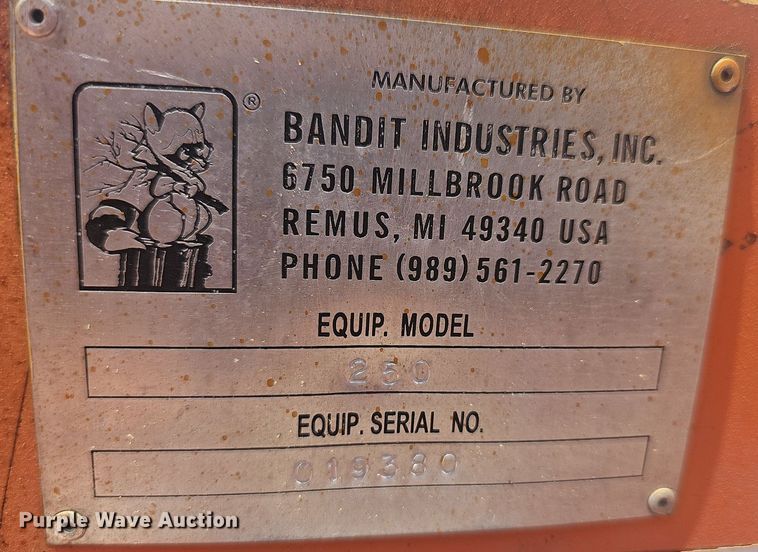 ®
MANUFACTURED BY
BANDIT INDUSTRIES, INC.
6750 MILLBROOK ROAD
REMUS, MI 49340 USA
PHONE (989) 561-2270
EQUIP. MODEL
250
EQUIP. SERIAL NO.
019380
Purple Wave Auction